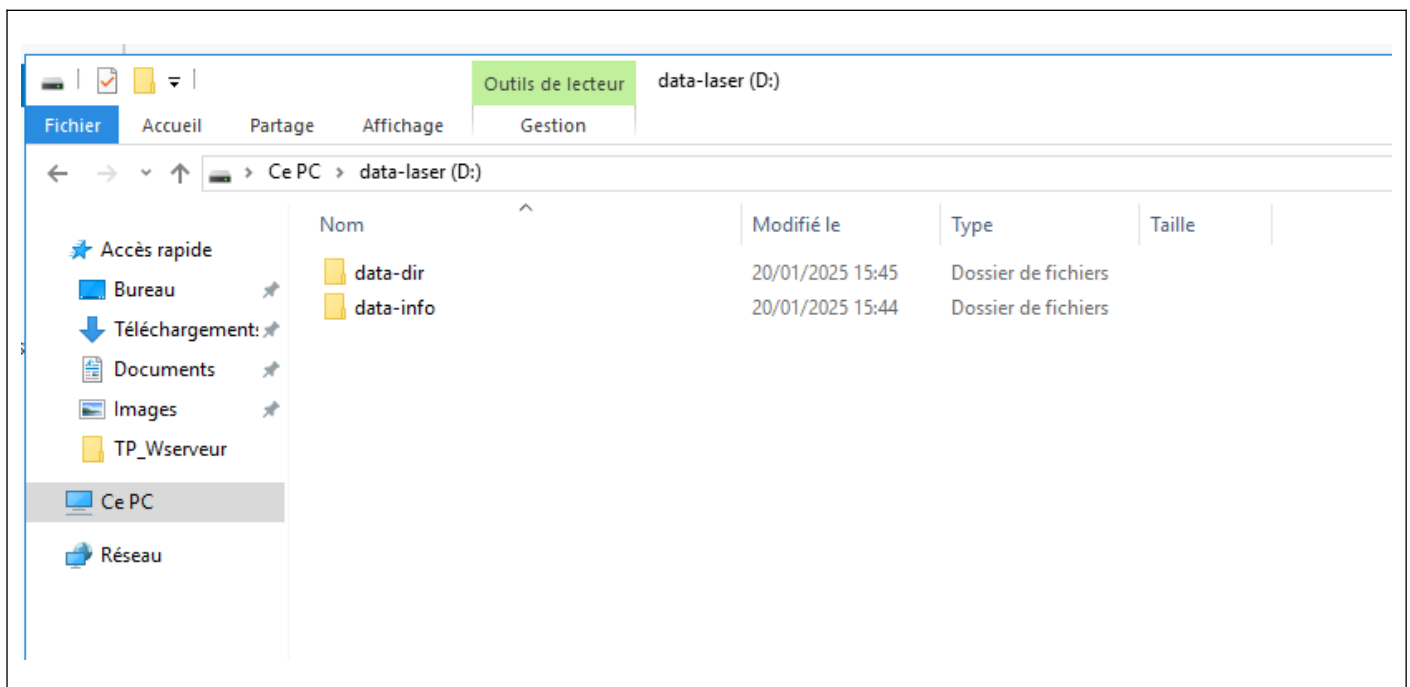 Outils de lecteur data-laser (D:)
Fichier Accueil Partage Affichage Gestion
Ce PC › data-laser (D:)
Nom Modifié le Type Taille
Accès rapide
Bureau
Téléchargement
Documents
Images
TP_Wserveur
Ce PC
Réseau
data-dir 20/01/2025 15:45 Dossier de fichiers
data-info 20/01/2025 15:44 Dossier de fichiers